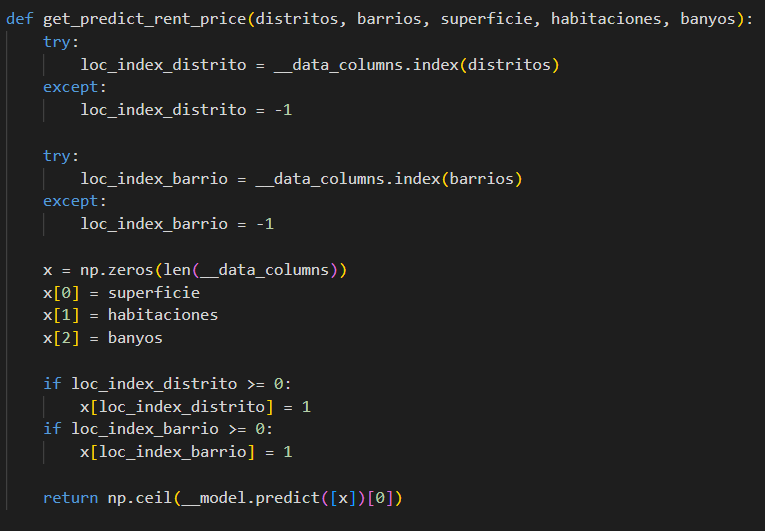 def get_predict_rent_price(distritos, barrios, superficie, habitaciones, banyos):
    try:
        loc_index_distrito = __data_columns.index(distritos)
    except:
        loc_index_distrito = -1

    try:
        loc_index_barrio = __data_columns.index(barrios)
    except:
        loc_index_barrio = -1

    x = np.zeros(len(__data_columns))
    x[0] = superficie
    x[1] = habitaciones
    x[2] = banyos

    if loc_index_distrito >= 0:
        x[loc_index_distrito] = 1
    if loc_index_barrio >= 0:
        x[loc_index_barrio] = 1

    return np.ceil(__model.predict([x])[0])